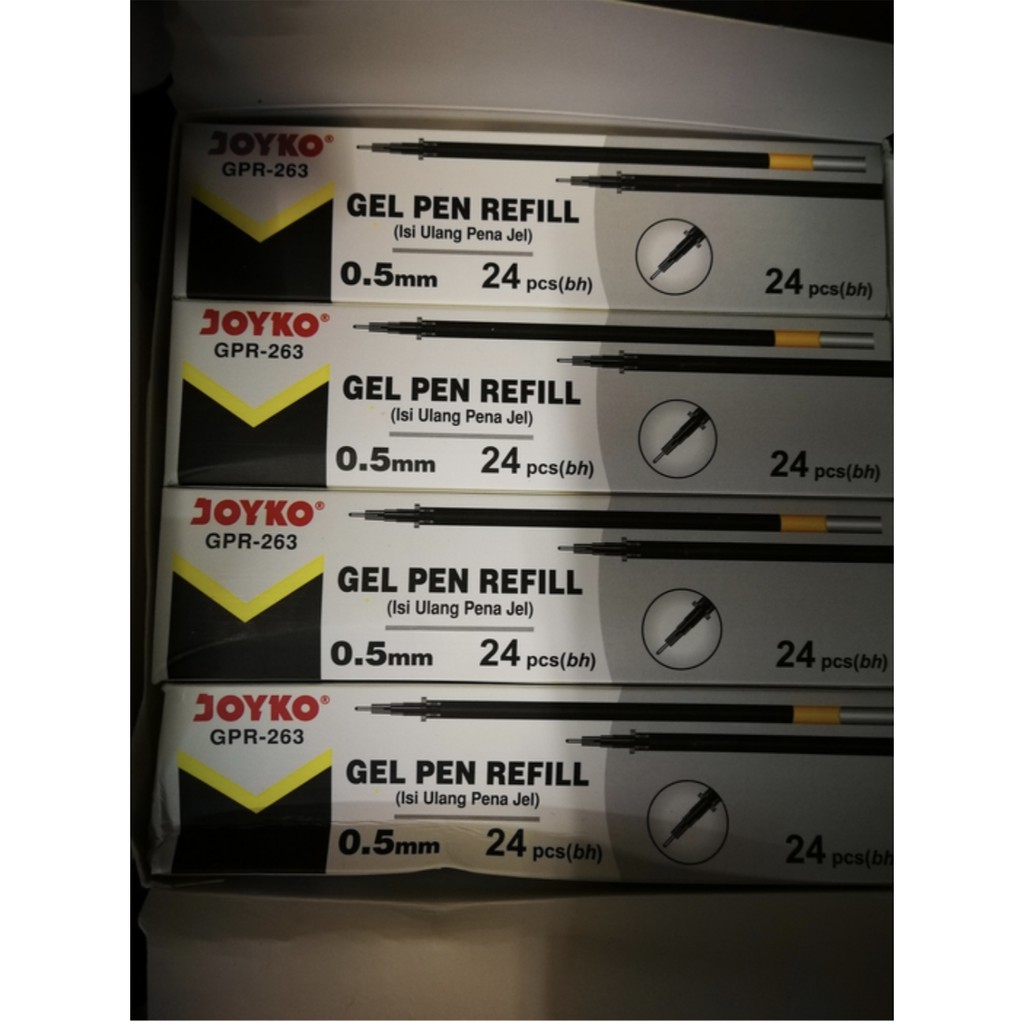 JOYKO®
GPR-263
GEL PEN REFILL
(Isi Ulang Pena Jel)
0.5mm 24 pcs(bh) 24 pcs(bh)
JOYKO®
GPR-263
GEL PEN REFILL
(Isi Ulang Pena Jel)
0.5mm 24 pcs(bh) 24 pcs(bh)
JOYKO®
GPR-263
GEL PEN REFILL
(Isi Ulang Pena Jel)
0.5mm 24 pcs(bh) 24 pcs(bh)
JOYKO®
GPR-263
GEL PEN REFILL
(Isi Ulang Pena Jel)
0.5mm 24 pcs(bh) 24 pcs(bh